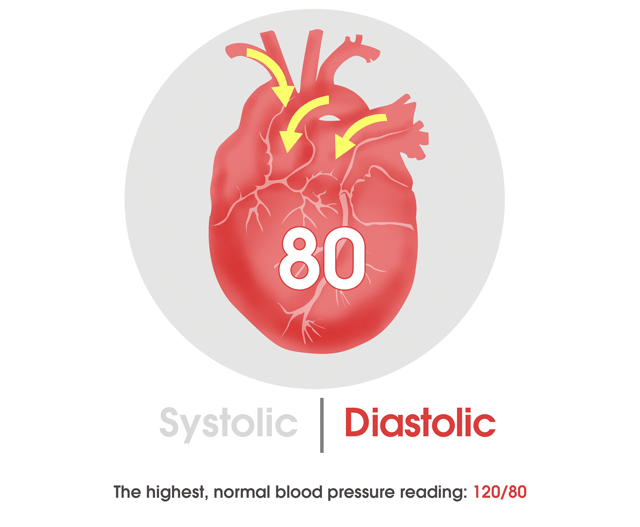 80
Systolic | Diastolic
The highest, normal blood pressure reading: 120/80